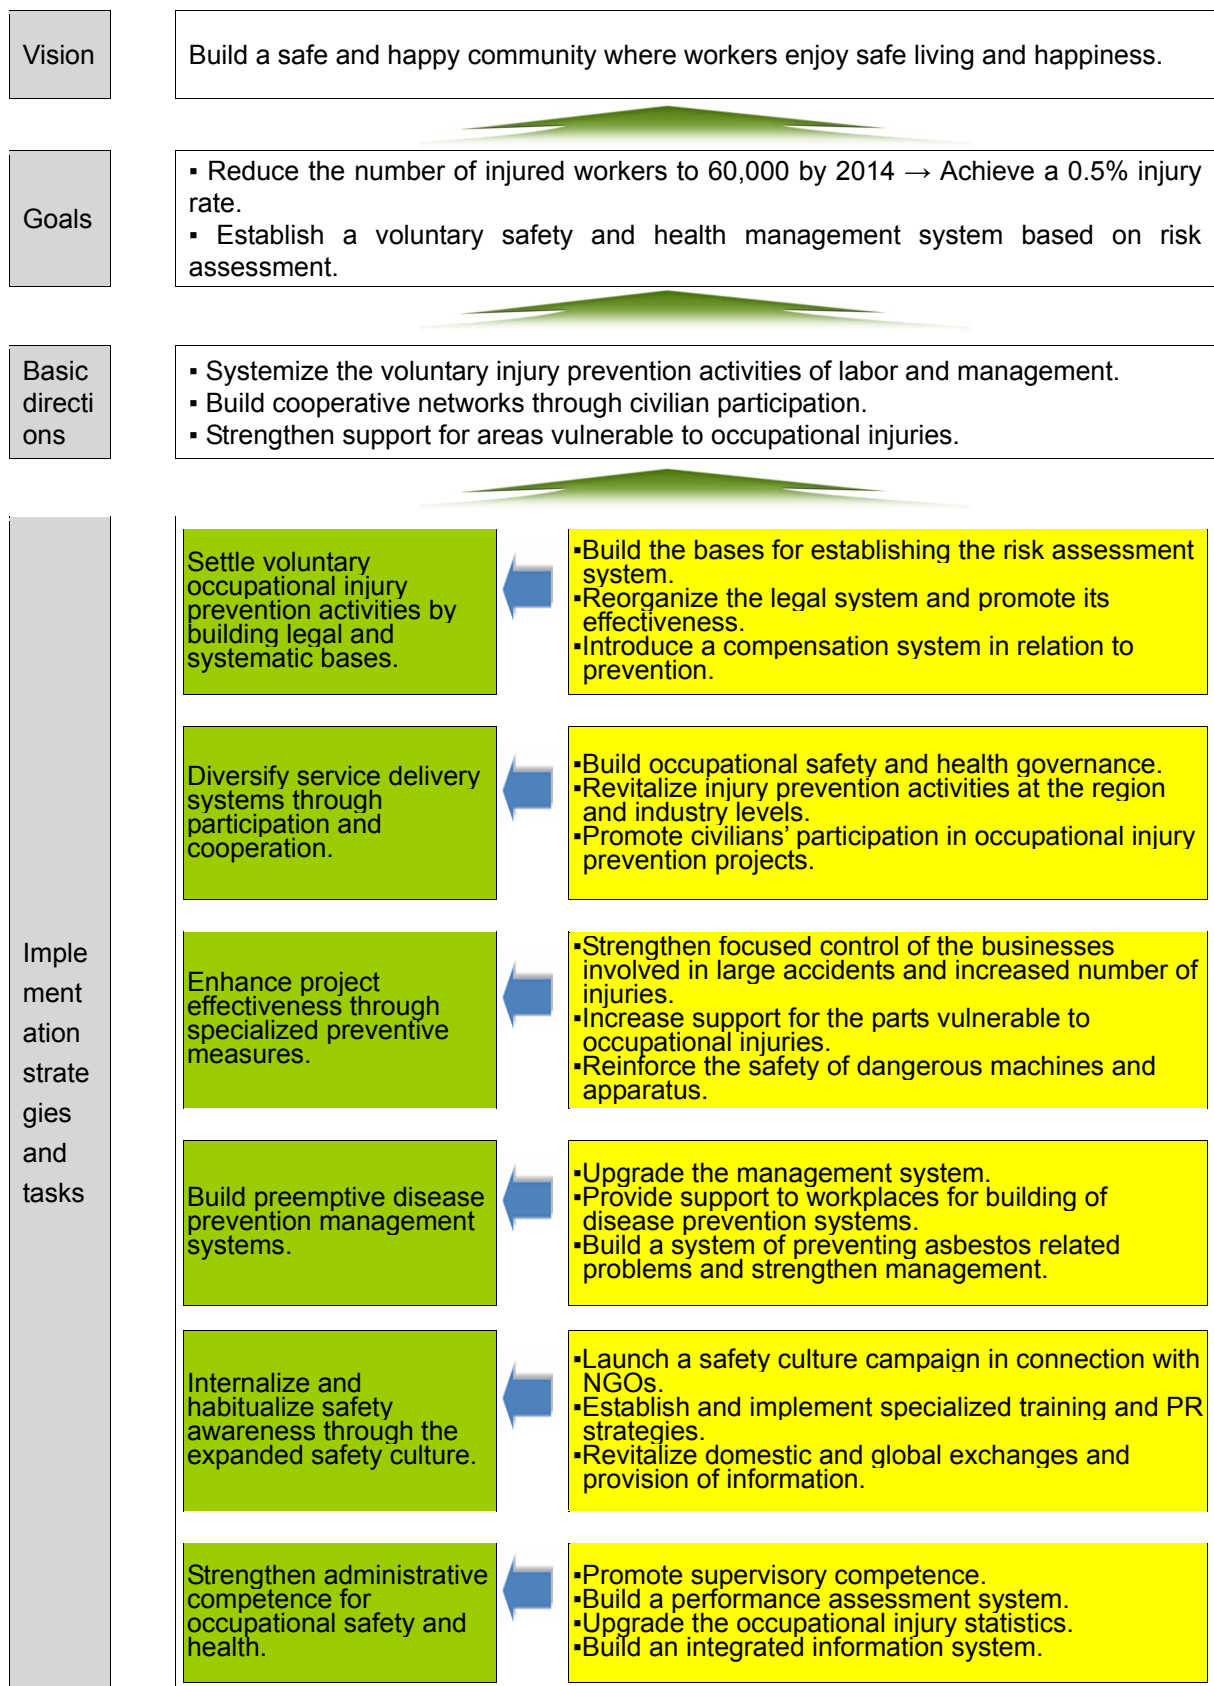 Vision
Build a safe and happy community where workers enjoy safe living and happiness.
Goals
▪ Reduce the number of injured workers to 60,000 by 2014 → Achieve a 0.5% injury
rate.
▪ Establish a voluntary safety and health management system based on risk
assessment.
Basic
directi
ons
▪ Systemize the voluntary injury prevention activities of labor and management.
▪ Build cooperative networks through civilian participation.
▪ Strengthen support for areas vulnerable to occupational injuries.
Imple
ment
ation
strate
gies
and
tasks
Settle voluntary
occupational injury
prevention activities by
building legal and
systematic bases.
▪Build the bases for establishing the risk assessment
system.
▪Reorganize the legal system and promote its
effectiveness.
▪Introduce a compensation system in relation to
prevention.
Diversify service delivery
systems through
participation and
cooperation.
▪Build occupational safety and health governance.
▪Revitalize injury prevention activities at the region
and industry levels.
▪Promote civilians’ participation in occupational injury
prevention projects.
Enhance project
effectiveness through
specialized preventive
measures.
▪Strengthen focused control of the businesses
involved in large accidents and increased number of
injuries.
▪Increase support for the parts vulnerable to
occupational injuries.
▪Reinforce the safety of dangerous machines and
apparatus.
Build preemptive disease
prevention management
systems.
▪Upgrade the management system.
▪Provide support to workplaces for building of
disease prevention systems.
▪Build a system of preventing asbestos related
problems and strengthen management.
Internalize and
habitualize safety
awareness through the
expanded safety culture.
▪Launch a safety culture campaign in connection with
NGOs.
▪Establish and implement specialized training and PR
strategies.
▪Revitalize domestic and global exchanges and
provision of information.
Strengthen administrative
competence for
occupational safety and
health.
▪Promote supervisory competence.
▪Build a performance assessment system.
▪Upgrade the occupational injury statistics.
▪Build an integrated information system.